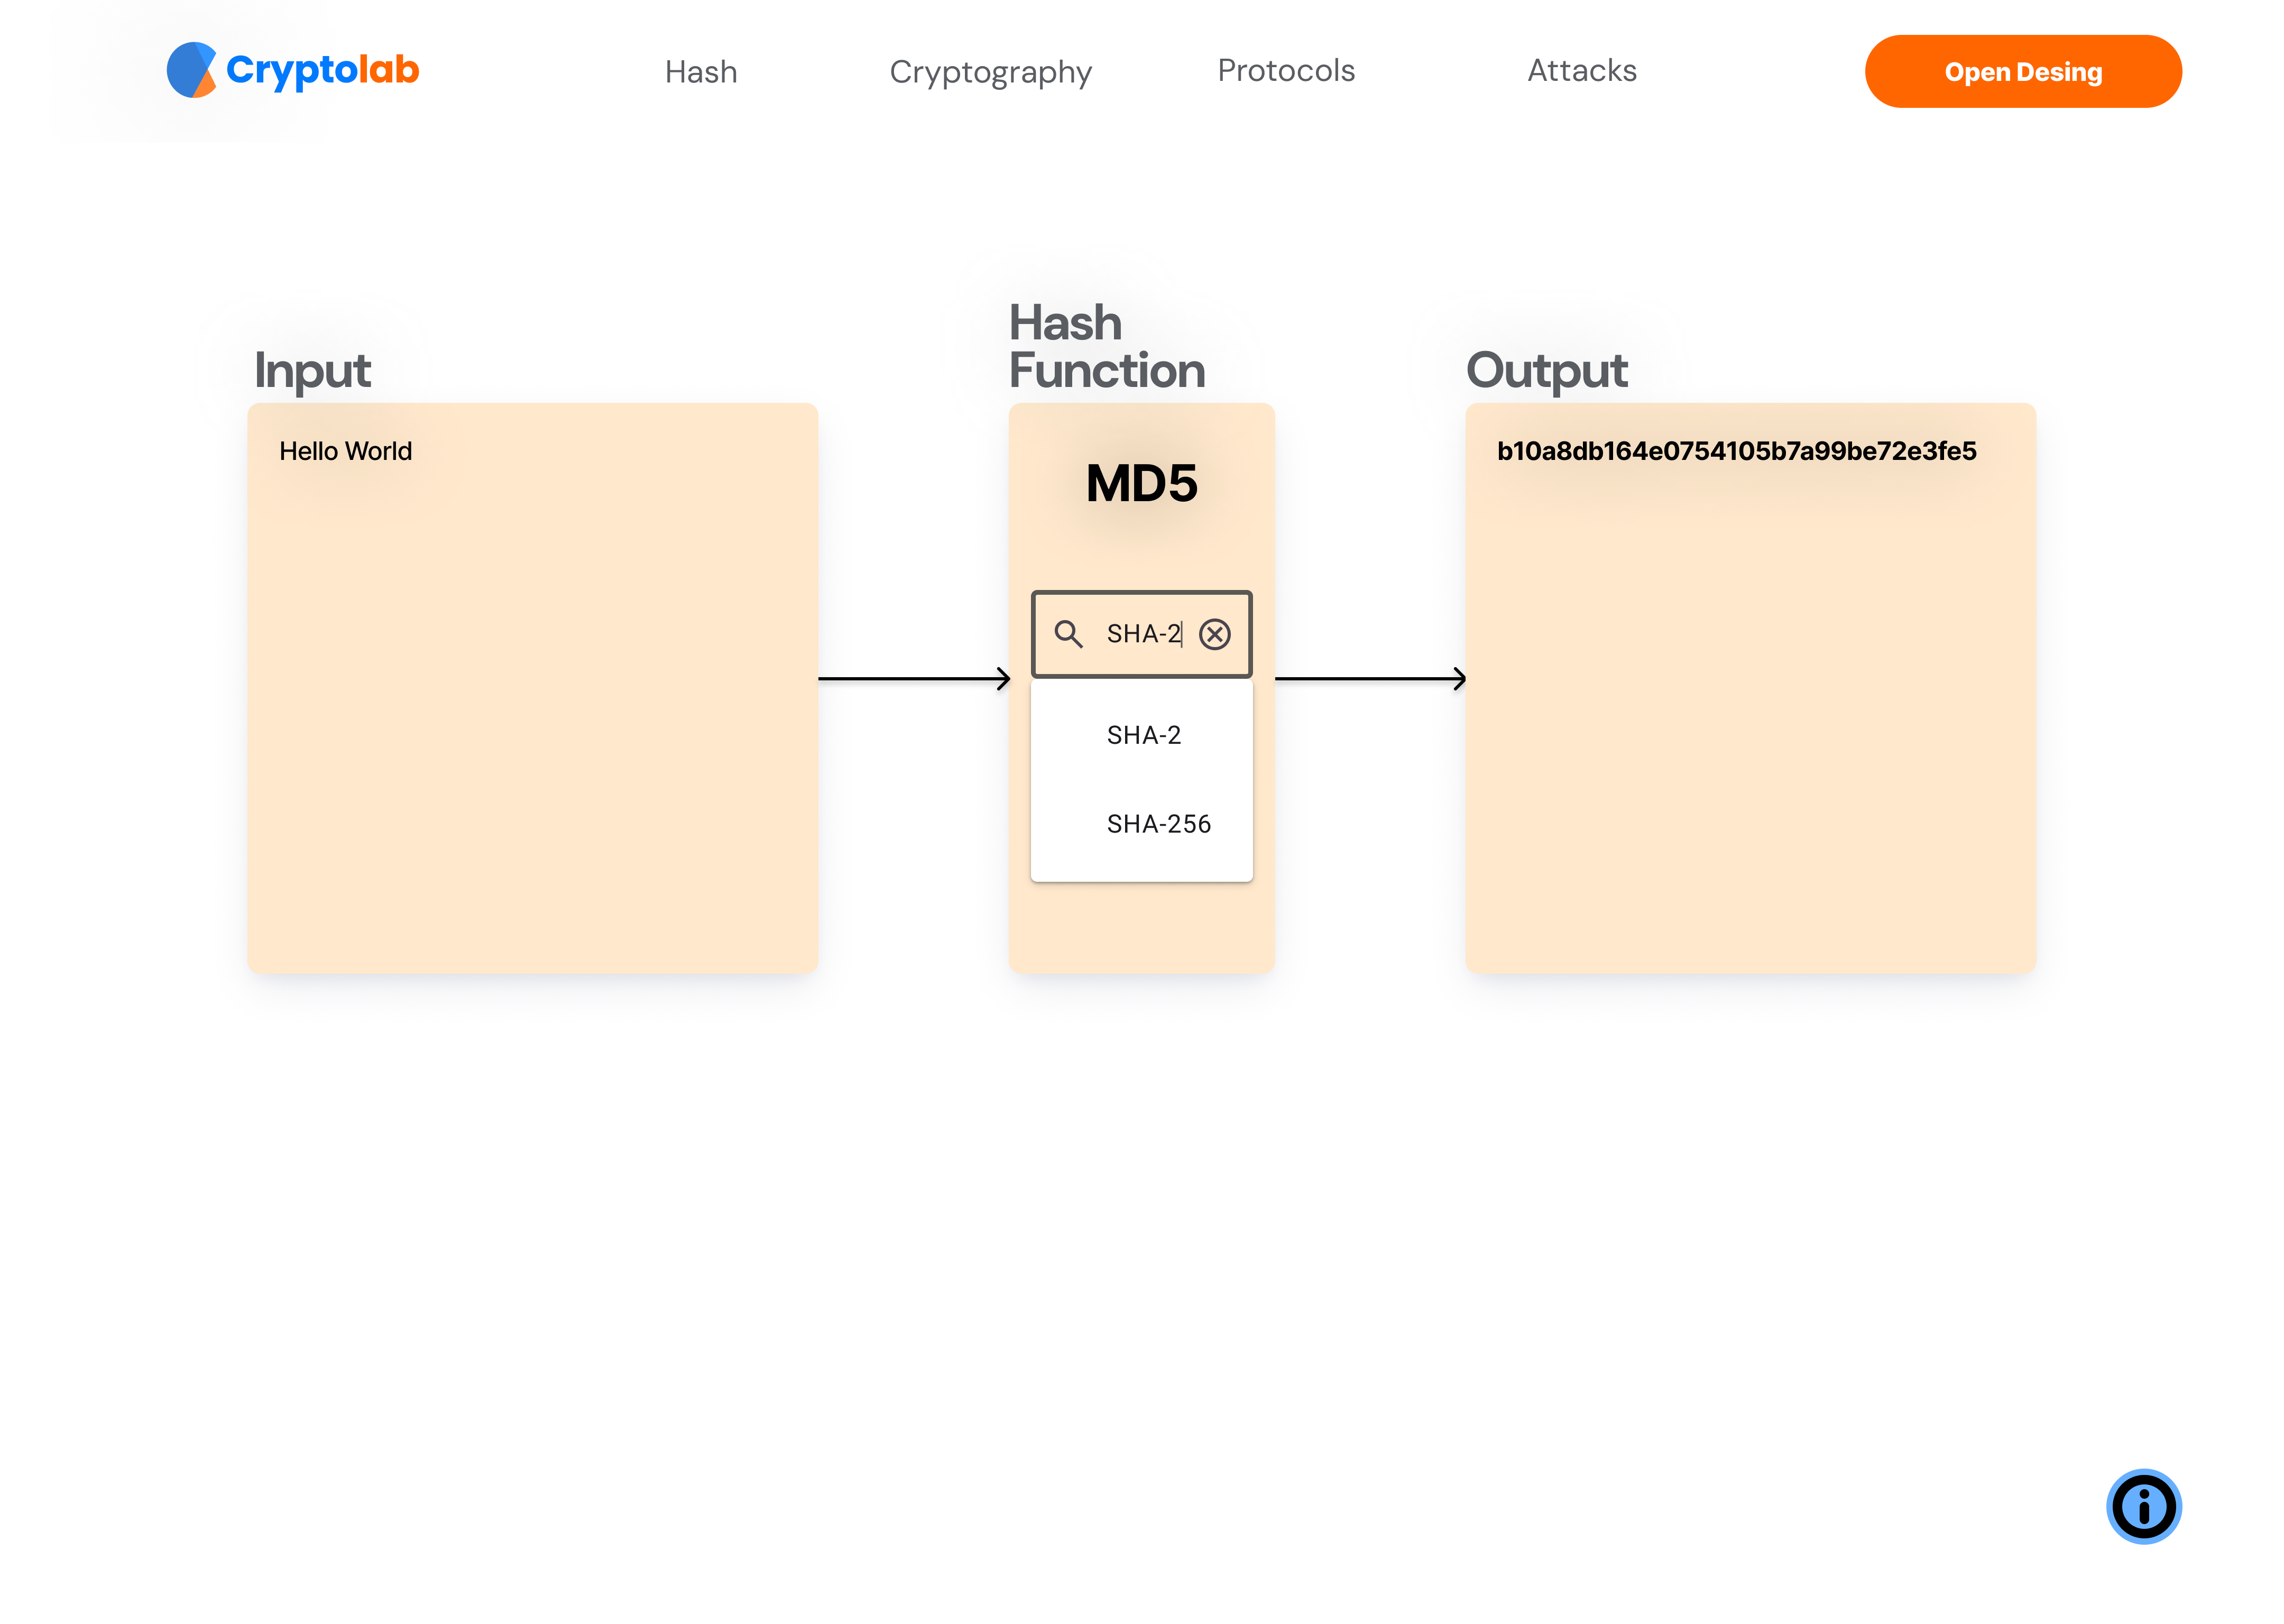 Cryptolab
Hash
Cryptography
Protocols
Attacks
Open Desing
Input
Hello World
Hash
Function
MD5
SHA-2
SHA-2
SHA-256
Output
b10a8db164e0754105b7a99be72e3fe5